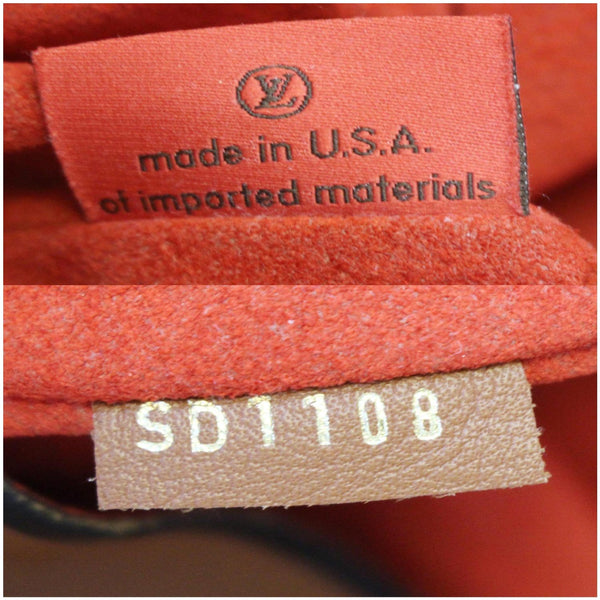 LV
made in U.S.A.
of imported materials
SD1108